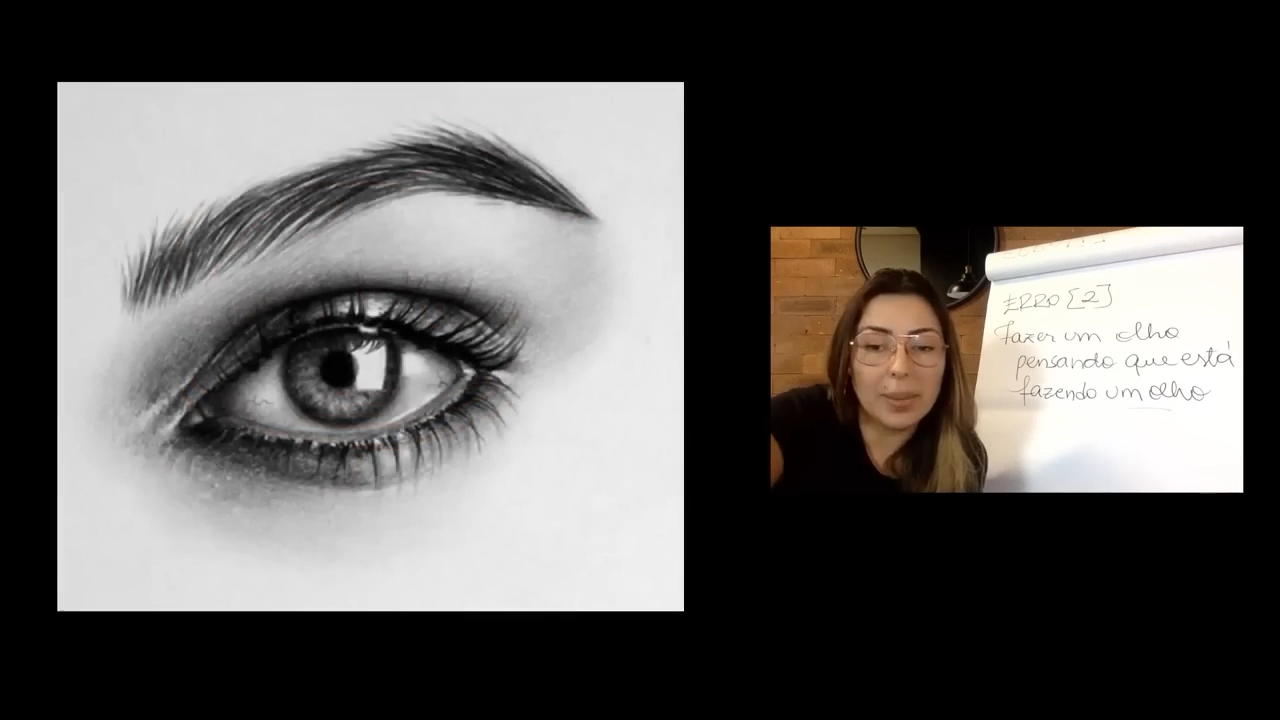 ERRO [2]
Fazer um olho
pensando que está
fazendo um olho